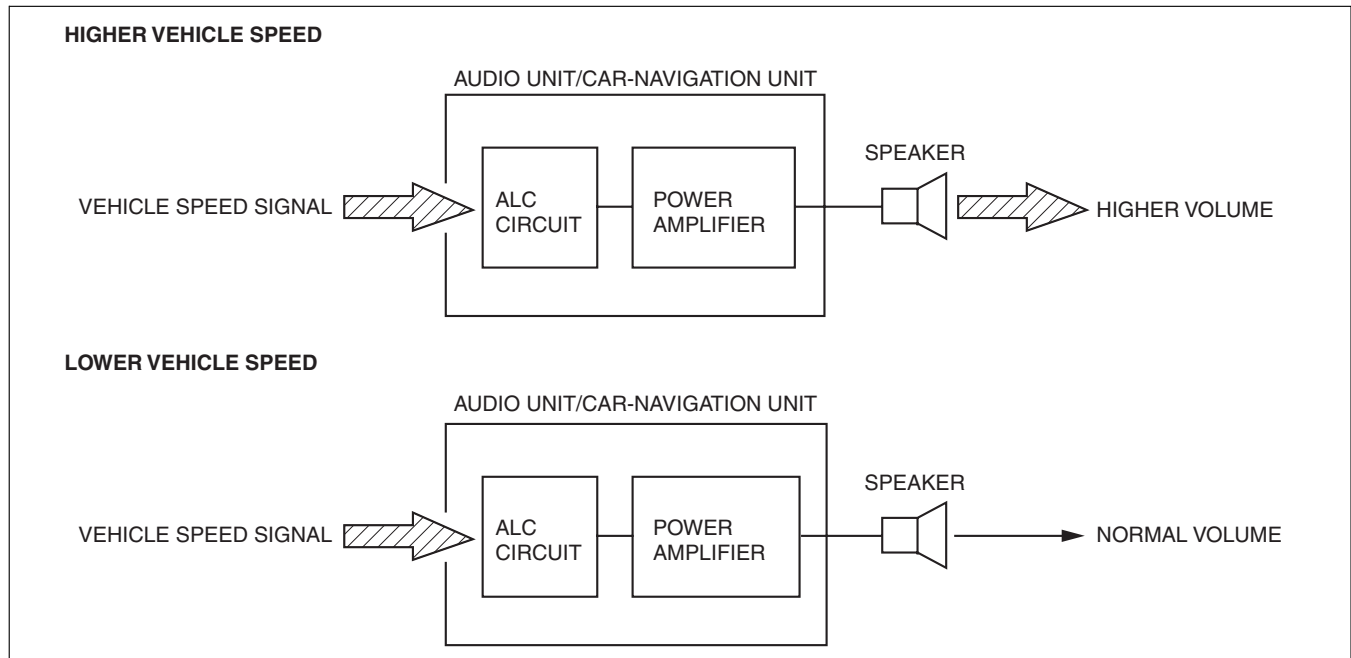 HIGHER VEHICLE SPEED
AUDIO UNIT/CAR-NAVIGATION UNIT
SPEAKER
VEHICLE SPEED SIGNAL
ALC
CIRCUIT
POWER
AMPLIFIER
HIGHER VOLUME
LOWER VEHICLE SPEED
AUDIO UNIT/CAR-NAVIGATION UNIT
SPEAKER
VEHICLE SPEED SIGNAL
ALC
CIRCUIT
POWER
AMPLIFIER
NORMAL VOLUME